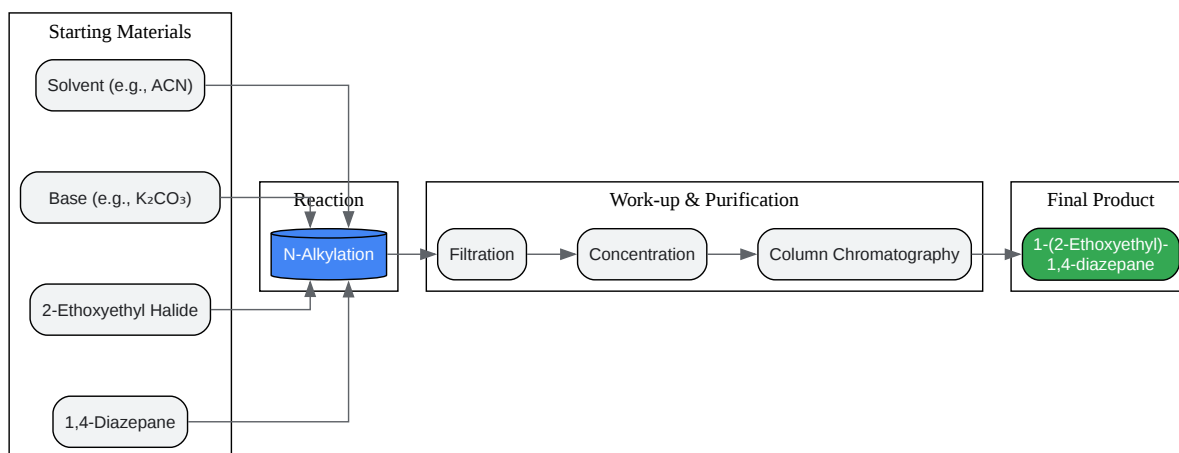 Starting Materials
Solvent (e.g., ACN)
Base (e.g., K₂CO₃)
2-Ethoxyethyl Halide
1,4-Diazepane
Reaction
N-Alkylation
Work-up & Purification
Filtration
Concentration
Column Chromatography
Final Product
1-(2-Ethoxyethyl)-
1,4-diazepane